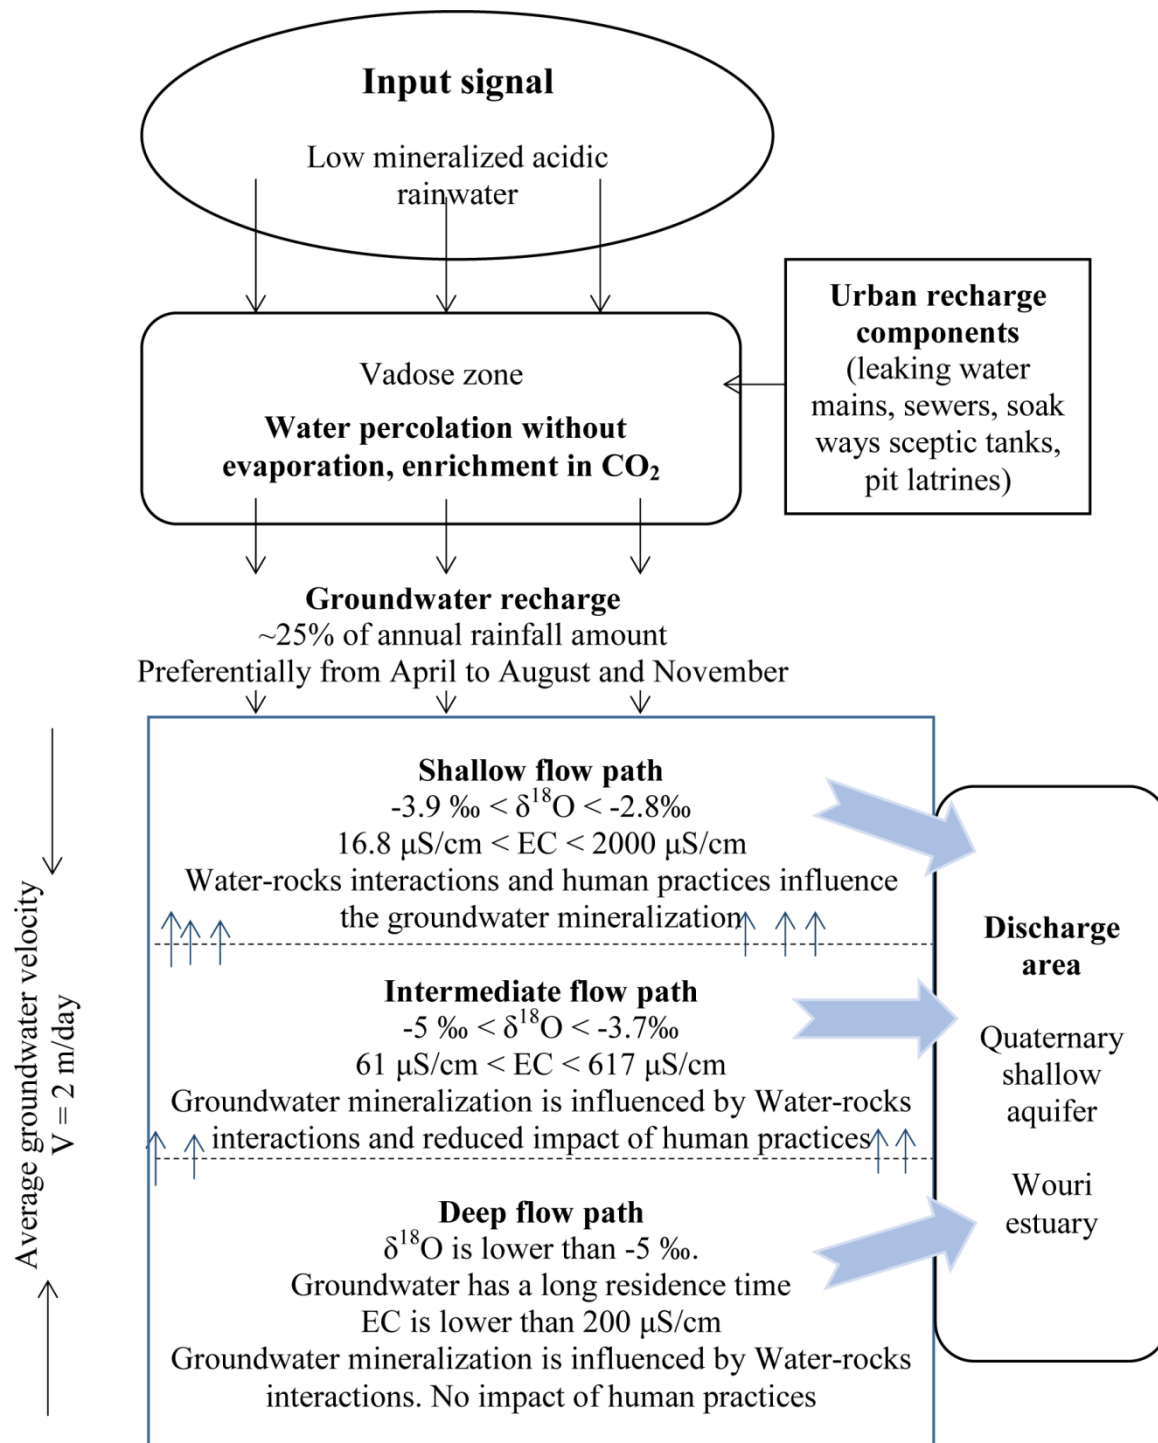 Input signal
Low mineralized acidic
rainwater
Urban recharge
components
(leaking water
mains, sewers, soak
ways sceptic tanks,
pit latrines)
Vadose zone
Water percolation without
evaporation, enrichment in CO₂
Groundwater recharge
~25% of annual rainfall amount
Preferentially from April to August and November
Average groundwater velocity
V = 2 m/day
Shallow flow path
-3.9 ‰ < δ¹⁸O < -2.8‰
16.8 µS/cm < EC < 2000 µS/cm
Water-rocks interactions and human practices influence
the groundwater mineralization
Intermediate flow path
-5 ‰ < δ¹⁸O < -3.7‰
61 µS/cm < EC < 617 µS/cm
Groundwater mineralization is influenced by Water-rocks
interactions and reduced impact of human practices
Deep flow path
δ¹⁸O is lower than -5 ‰.
Groundwater has a long residence time
EC is lower than 200 µS/cm
Groundwater mineralization is influenced by Water-rocks
interactions. No impact of human practices
Discharge
area
Quaternary
shallow
aquifer
Wouri
estuary